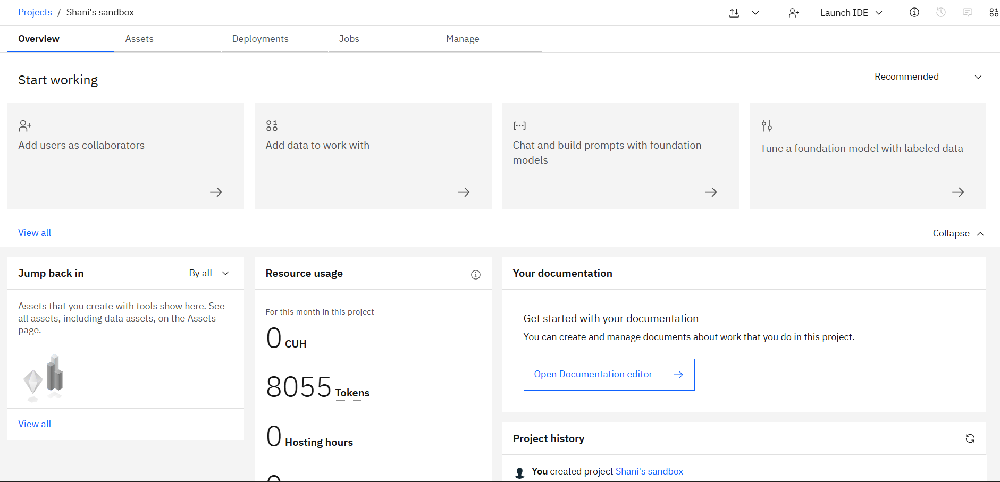 Projects / Shani's sandbox
Launch IDE
Overview
Assets
Deployments
Jobs
Manage
Start working
Recommended
Add users as collaborators
Add data to work with
Chat and build prompts with foundation
models
Tune a foundation model with labeled data
View all
Collapse
Jump back in
By all
Assets that you create with tools show here. See
all assets, including data assets, on the Assets
page.
View all
Resource usage
For this month in this project
0 CUH
8055 Tokens
0 Hosting hours
Your documentation
Get started with your documentation
You can create and manage documents about work that you do in this project.
Open Documentation editor
Project history
You created project Shani's sandbox